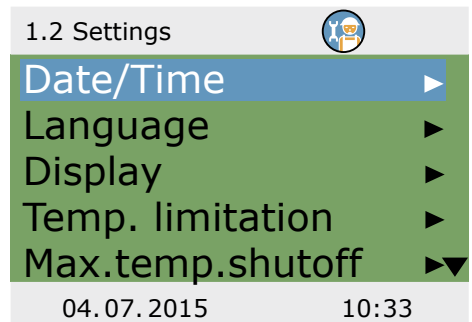 1.2 Settings
Date/Time
Language
Display
Temp. limitation
Max.temp.shutoff
04.07.2015 10:33